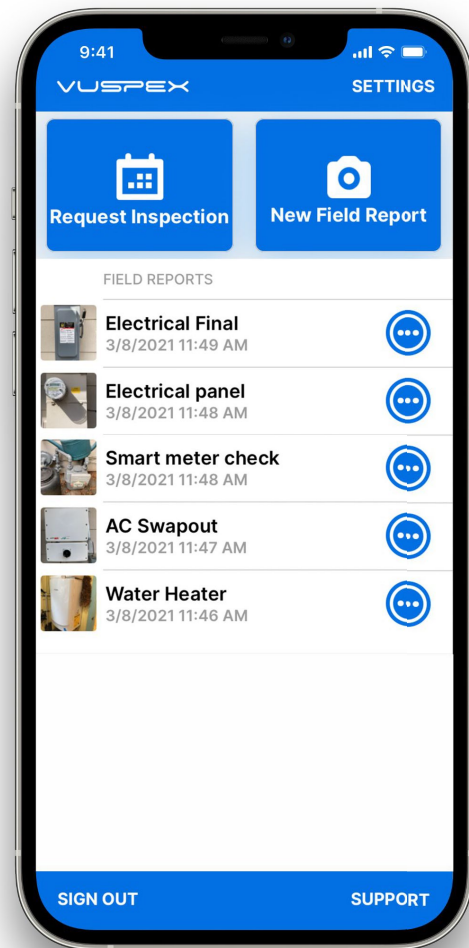 9:41
VUSPEX
SETTINGS
Request Inspection
New Field Report
FIELD REPORTS
Electrical Final
3/8/2021 11:49 AM
Electrical panel
3/8/2021 11:48 AM
Smart meter check
3/8/2021 11:48 AM
AC Swapout
3/8/2021 11:47 AM
Water Heater
3/8/2021 11:46 AM
SIGN OUT
SUPPORT